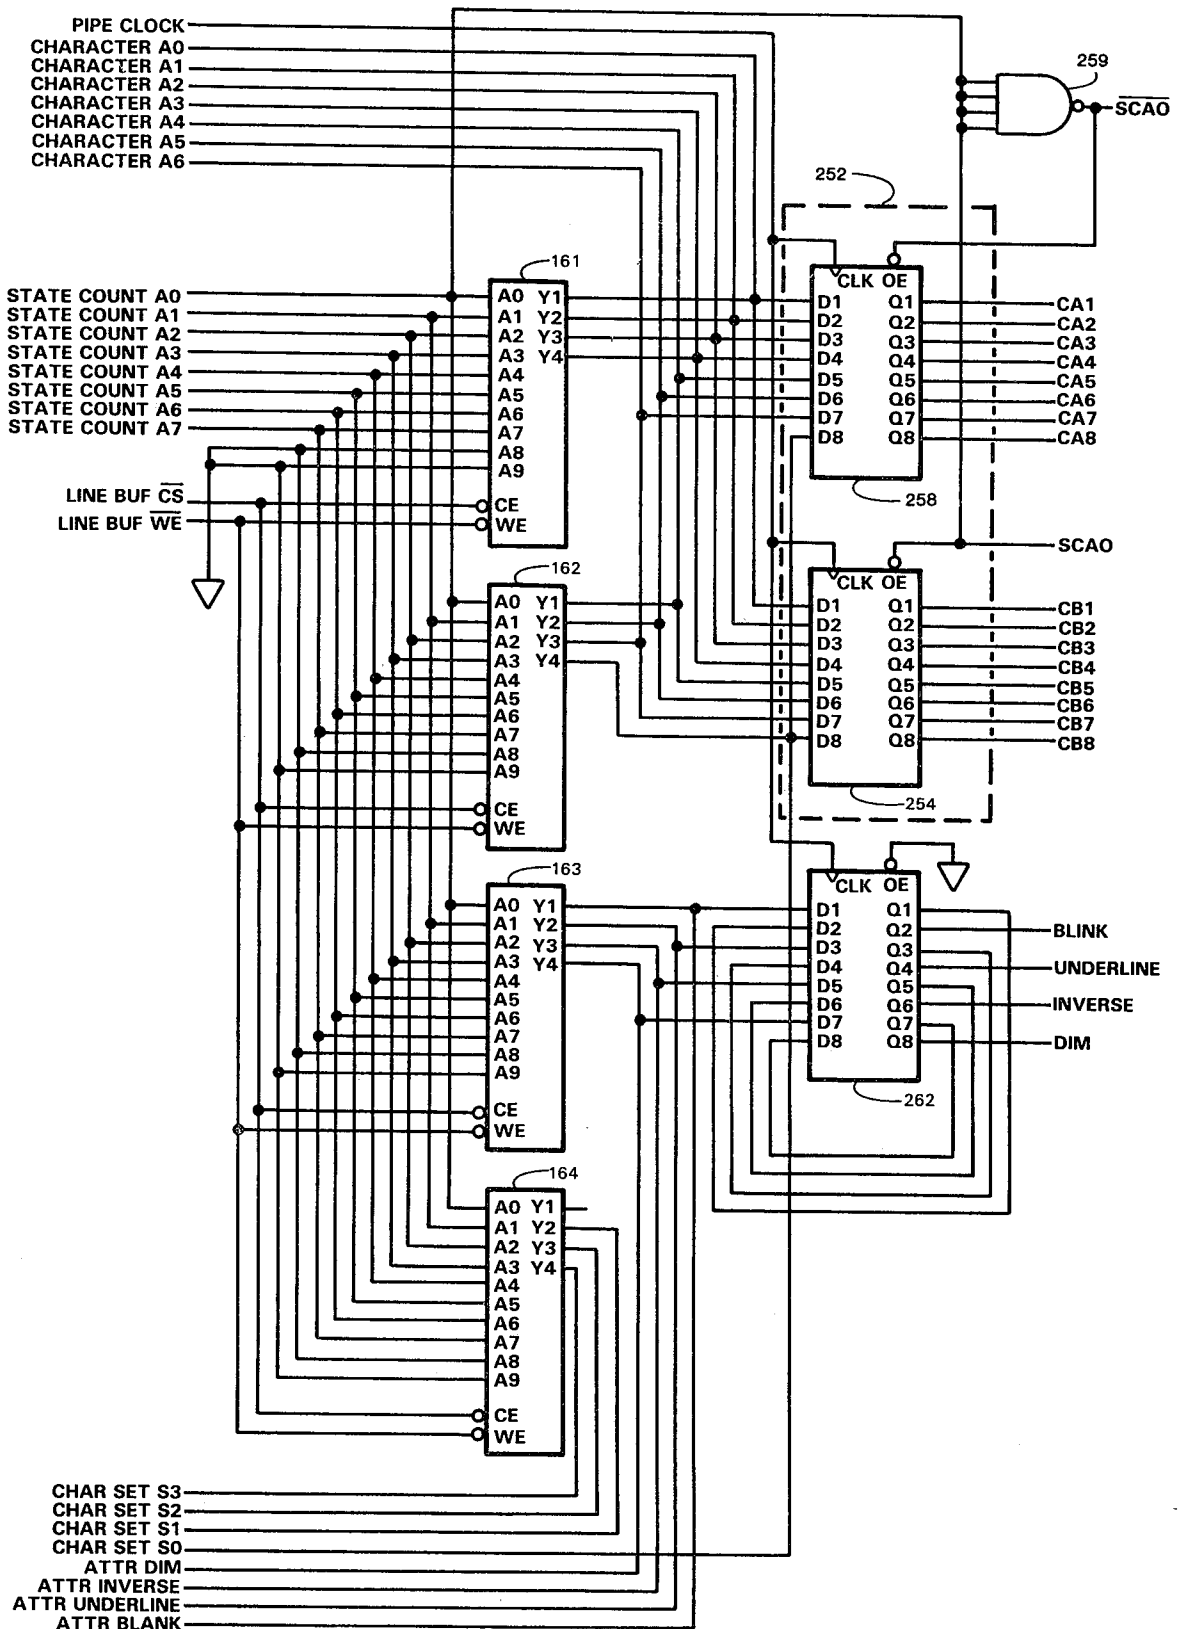 PIPE CLOCK
CHARACTER A0
CHARACTER A1
CHARACTER A2
CHARACTER A3
CHARACTER A4
CHARACTER A5
CHARACTER A6
259
SCAO
252
161
STATE COUNT A0
STATE COUNT A1
STATE COUNT A2
STATE COUNT A3
STATE COUNT A4
STATE COUNT A5
STATE COUNT A6
STATE COUNT A7
LINE BUF CS
LINE BUF WE
A0 Y1
A1 Y2
A2 Y3
A3 Y4
A4
A5
A6
A7
A8
A9
CE
WE
CLK OE
D1 Q1
D2 Q2
D3 Q3
D4 Q4
D5 Q5
D6 Q6
D7 Q7
D8 Q8
CA1
CA2
CA3
CA4
CA5
CA6
CA7
CA8
258
162
A0 Y1
A1 Y2
A2 Y3
A3 Y4
A4
A5
A6
A7
A8
A9
CE
WE
SCAO
CLK OE
D1 Q1
D2 Q2
D3 Q3
D4 Q4
D5 Q5
D6 Q6
D7 Q7
D8 Q8
CB1
CB2
CB3
CB4
CB5
CB6
CB7
CB8
254
163
A0 Y1
A1 Y2
A2 Y3
A3 Y4
A4
A5
A6
A7
A8
A9
CE
WE
CLK OE
D1 Q1
D2 Q2
D3 Q3
D4 Q4
D5 Q5
D6 Q6
D7 Q7
D8 Q8
BLINK
UNDERLINE
INVERSE
DIM
262
164
A0 Y1
A1 Y2
A2 Y3
A3 Y4
A4
A5
A6
A7
A8
A9
CE
WE
CHAR SET S3
CHAR SET S2
CHAR SET S1
CHAR SET S0
ATTR DIM
ATTR INVERSE
ATTR UNDERLINE
ATTR BLANK